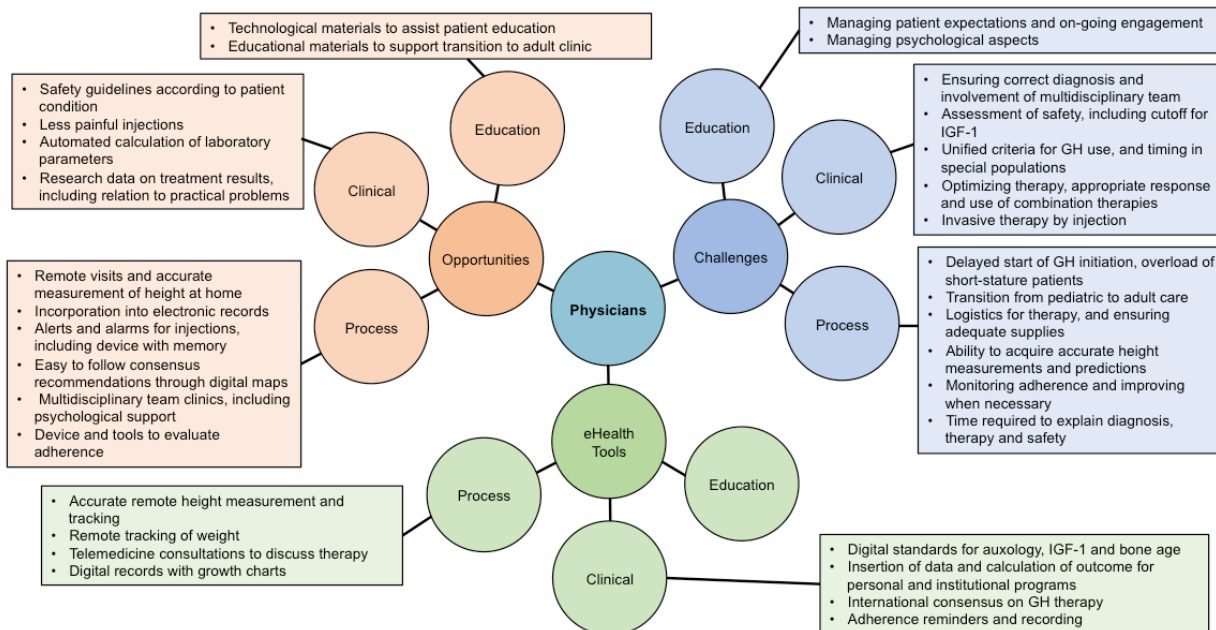 • Technological materials to assist patient education
• Educational materials to support transition to adult clinic
• Managing patient expectations and on-going engagement
• Managing psychological aspects
• Safety guidelines according to patient
condition
• Less painful injections
• Automated calculation of laboratory
parameters
• Research data on treatment results,
including relation to practical problems
Education
Clinical
Opportunities
Process
Education
Clinical
Challenges
Process
Physicians
• Ensuring correct diagnosis and
involvement of multidisciplinary team
• Assessment of safety, including cutoff for
IGF-1
• Unified criteria for GH use, and timing in
special populations
• Optimizing therapy, appropriate response
and use of combination therapies
• Invasive therapy by injection
• Remote visits and accurate
measurement of height at home
• Incorporation into electronic records
• Alerts and alarms for injections,
including device with memory
• Easy to follow consensus
recommendations through digital maps
• Multidisciplinary team clinics, including
psychological support
• Device and tools to evaluate
adherence
• Delayed start of GH initiation, overload of
short-stature patients
• Transition from pediatric to adult care
• Logistics for therapy, and ensuring
adequate supplies
• Ability to acquire accurate height
measurements and predictions
• Monitoring adherence and improving
when necessary
• Time required to explain diagnosis,
therapy and safety
eHealth
Tools
Process
Education
Clinical
• Accurate remote height measurement and
tracking
• Remote tracking of weight
• Telemedicine consultations to discuss therapy
• Digital records with growth charts
• Digital standards for auxology, IGF-1 and bone age
• Insertion of data and calculation of outcome for
personal and institutional programs
• International consensus on GH therapy
• Adherence reminders and recording